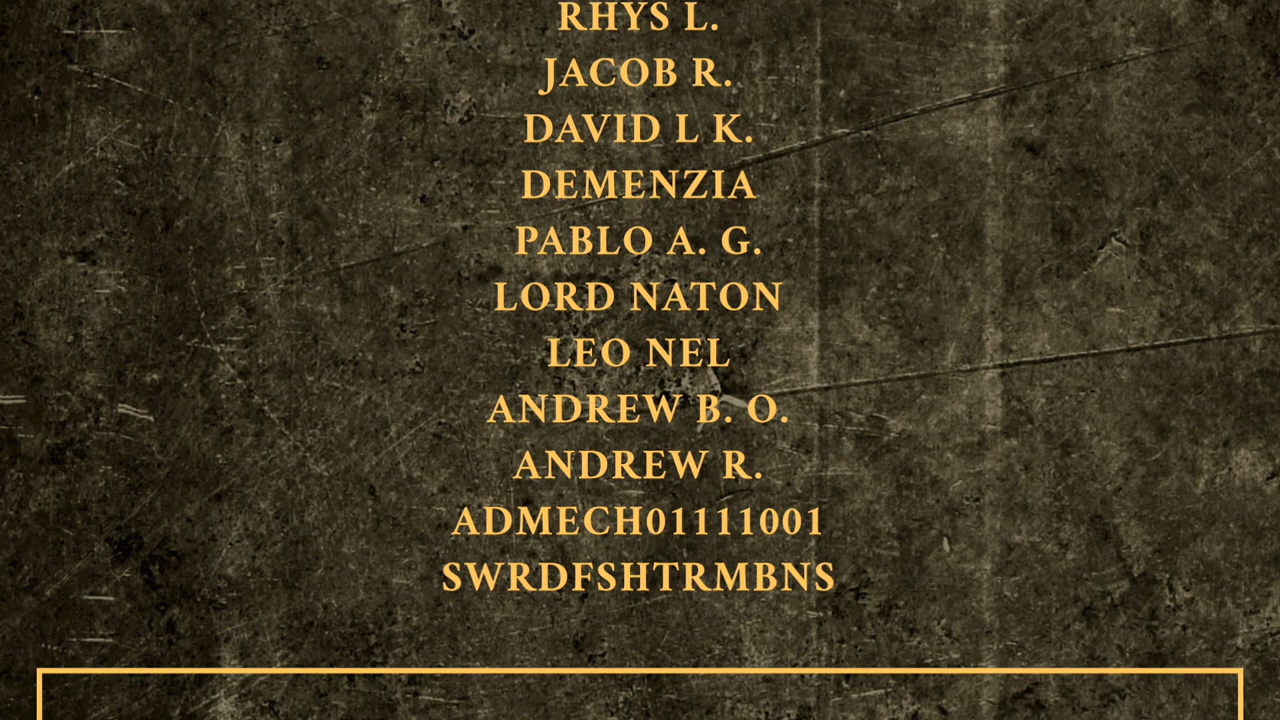 RHYS L.
JACOB R.
DAVID L K.
DEMENZIA
PABLO A. G.
LORD NATON
LEO NEL
ANDREW B. O.
ANDREW R.
ADMECH01111001
SWRDFSHTRMBNS